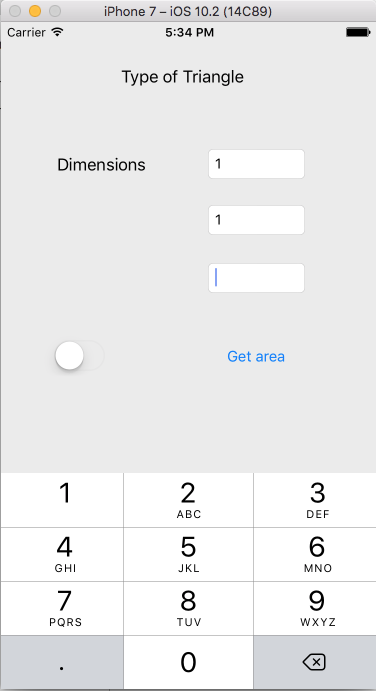 iPhone 7 – iOS 10.2 (14C89)
Carrier 5:34 PM
Type of Triangle
Dimensions 1
1
Get area
1 2 3
ABC DEF
4 5 6
GHI JKL MNO
7 8 9
PQRS TUV WXYZ
. 0